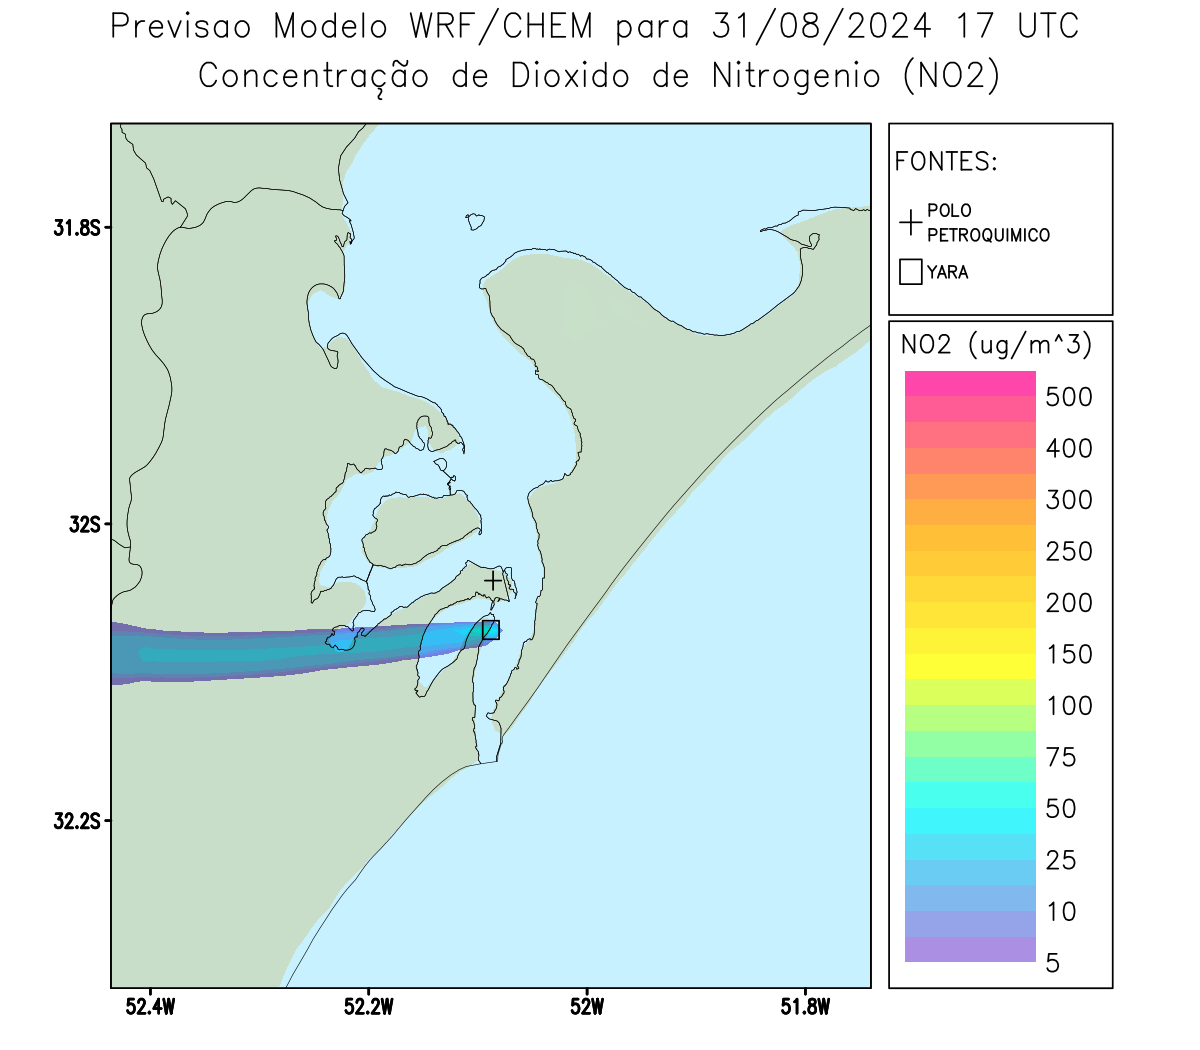 Previsao Modelo WRF/CHEM para 31/08/2024 17 UTC
Concentração de Dioxido de Nitrogenio (NO2)
FONTES:
POLO
PETROQUIMICO
YARA
NO2 (ug/m^3)
500
400
300
250
200
150
100
75
50
25
10
5
31.8S
32S
32.2S
52.4W
52.2W
52W
51.8W